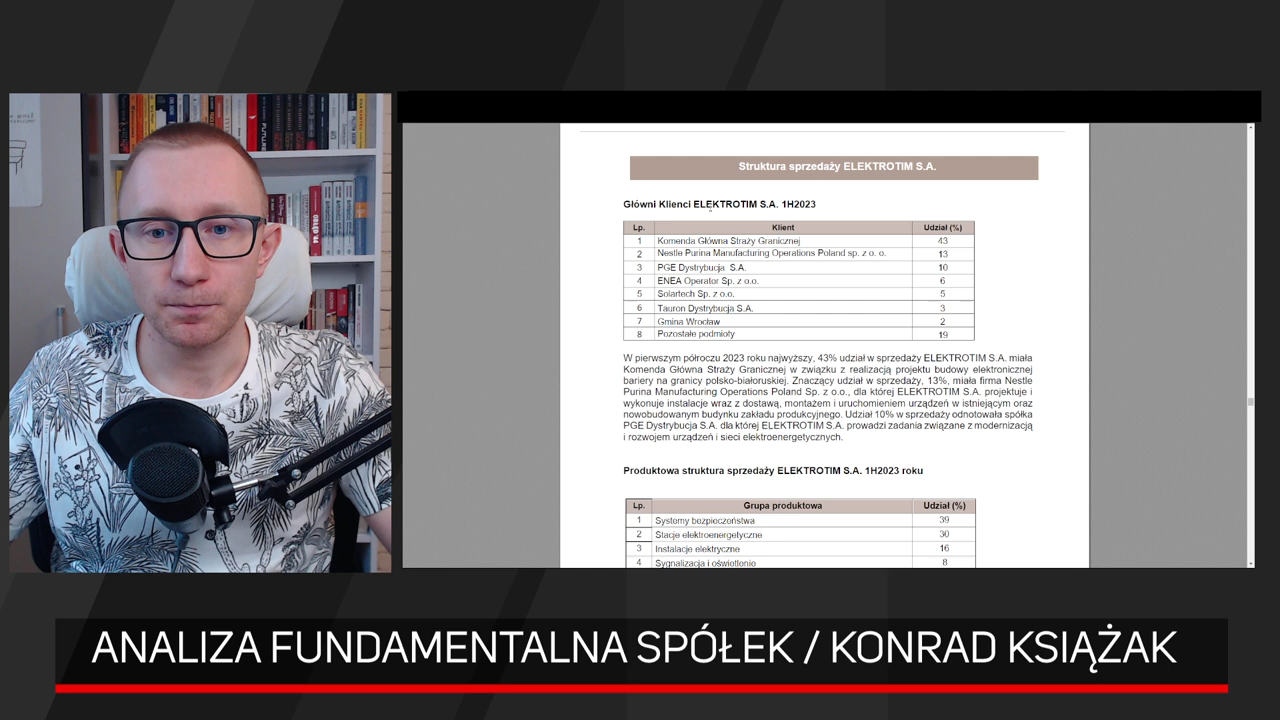 Struktura sprzedaży ELEKTROTIM S.A.
Główni Klienci ELEKTROTIM S.A. 1H2023
Lp. Klient Udział (%)
1 Komenda Główna Straży Granicznej 43
2 Nestle Purina Manufacturing Operations Poland sp. z o. o. 13
3 PGE Dystrybucja S.A. 10
4 ENEA Operator Sp. z o.o. 6
5 Solartech Sp. z o.o. 5
6 Tauron Dystrybucja S.A. 3
7 Gmina Wrocław 2
8 Pozostałe podmioty 19
W pierwszym półroczu 2023 roku najwyższy, 43% udział w sprzedaży ELEKTROTIM S.A. miała
Komenda Główna Straży Granicznej w związku z realizacją projektu budowy elektronicznej
bariery na granicy polsko-białoruskiej. Znaczący udział w sprzedaży, 13%, miała firma Nestle
Purina Manufacturing Operations Poland Sp. z o.o., dla której ELEKTROTIM S.A. projektuje i
wykonuje instalacje wraz z dostawą, montażem i uruchomieniem urządzeń w istniejącym oraz
nowobudowanym budynku zakładu produkcyjnego. Udział 10% w sprzedaży odnotowała spółka
PGE Dystrybucja S.A. dla której ELEKTROTIM S.A. prowadzi zadania związane z modernizacją
i rozwojem urządzeń i sieci elektroenergetycznych.
Produktowa struktura sprzedaży ELEKTROTIM S.A. 1H2023 roku
Lp. Grupa produktowa Udział (%)
1 Systemy bezpieczeństwa 39
2 Stacje elektroenergetyczne 30
3 Instalacje elektryczne 16
4 Sygnalizacja i oświetlenie 8
ANALIZA FUNDAMENTALNA SPÓŁEK / KONRAD KSIĄŻAK